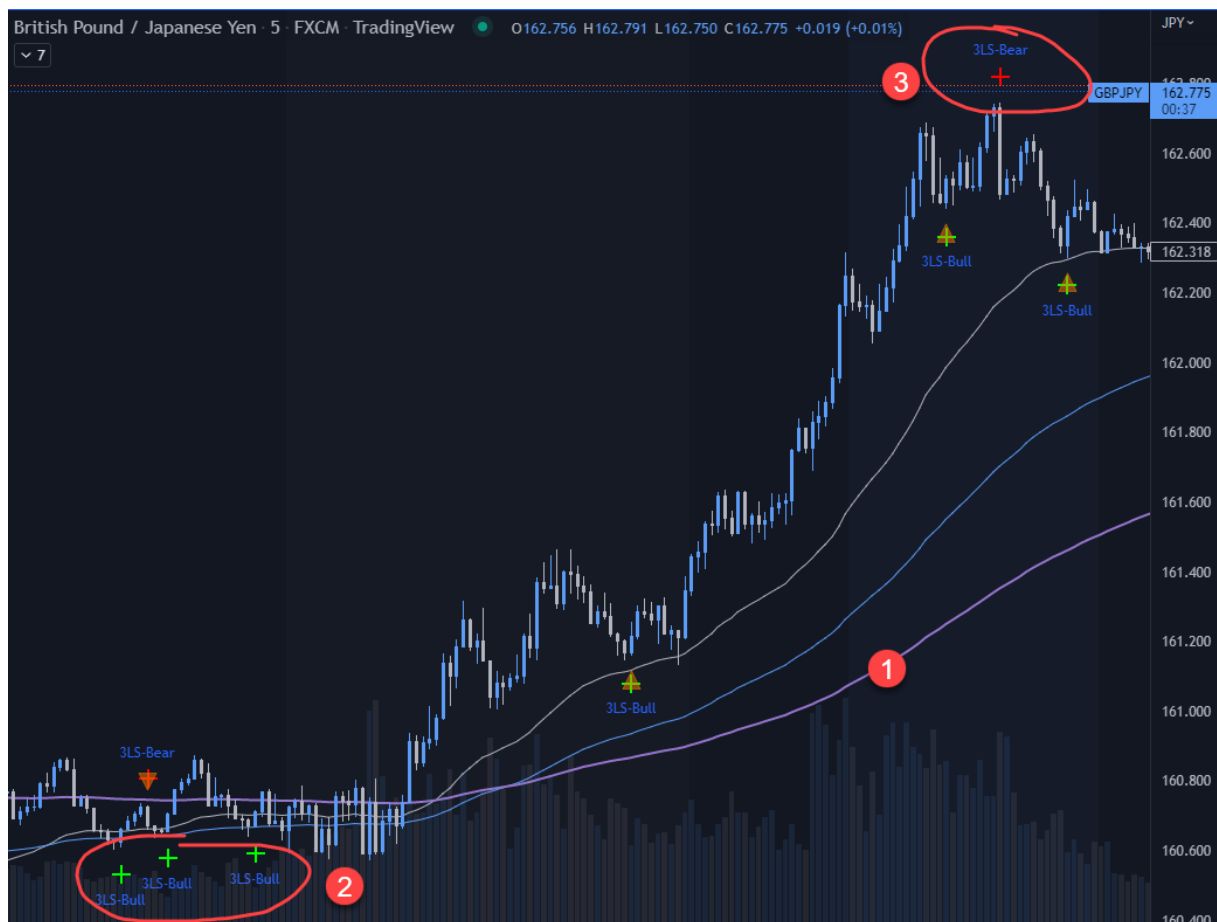 British Pound / Japanese Yen · 5 · FXCM · TradingView O162.756 H162.791 L162.750 C162.775 +0.019 (+0.01%)
JPY
7
3LS-Bear
3
162.800
GBPJPY 162.775
00:37
162.600
162.400
3LS-Bull
162.318
162.200
3LS-Bull
162.000
161.800
161.600
161.400
161.200
1
3LS-Bull
161.000
3LS-Bear
160.800
160.600
2
3LS-Bull
3LS-Bull
3LS-Bull
160.400